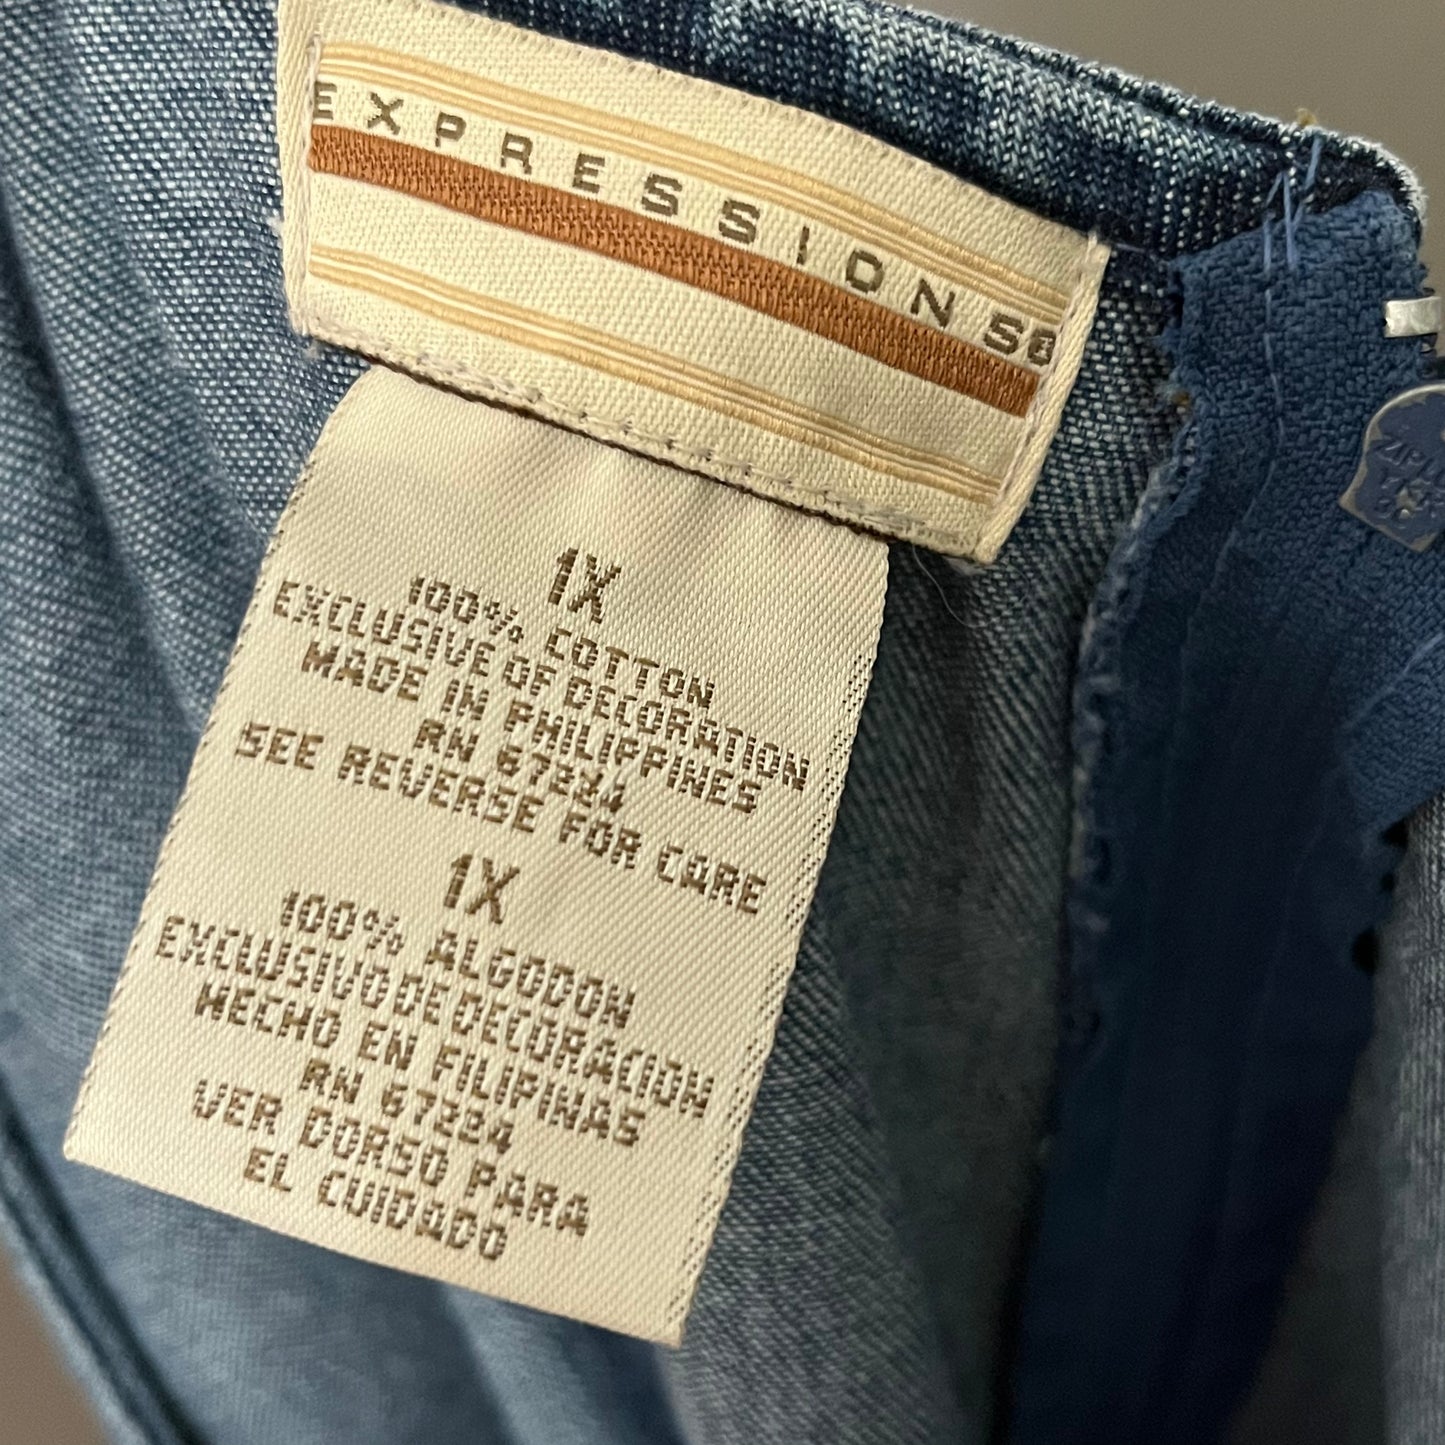 EXPRESSION
1X
100% COTTON
EXCLUSIVE OF DECORATION
MADE IN PHILIPPINES
RN 67224
SEE REVERSE FOR CARE
1X
100% ALGODON
EXCLUSIVO DE DECORACION
HECHO EN FILIPINAS
RN 67224
VER DORSO PARA
EL CUIDADO